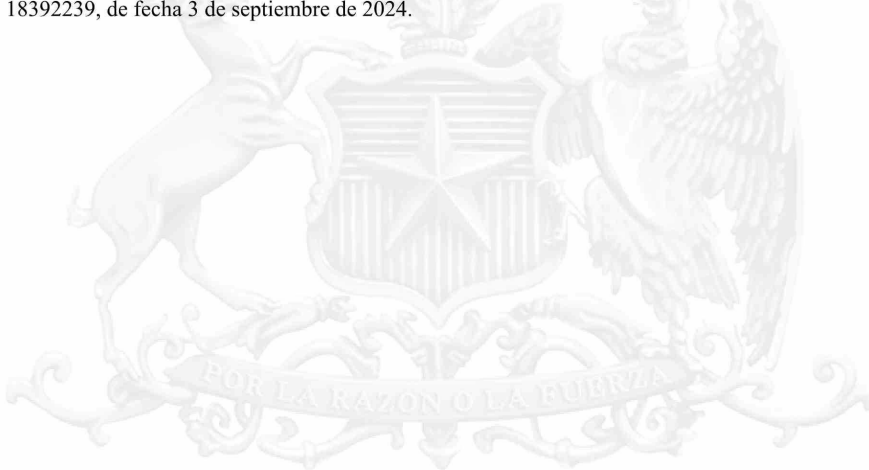 18392239, de fecha 3 de septiembre de 2024.
POR LA RAZON O LA FUERZA